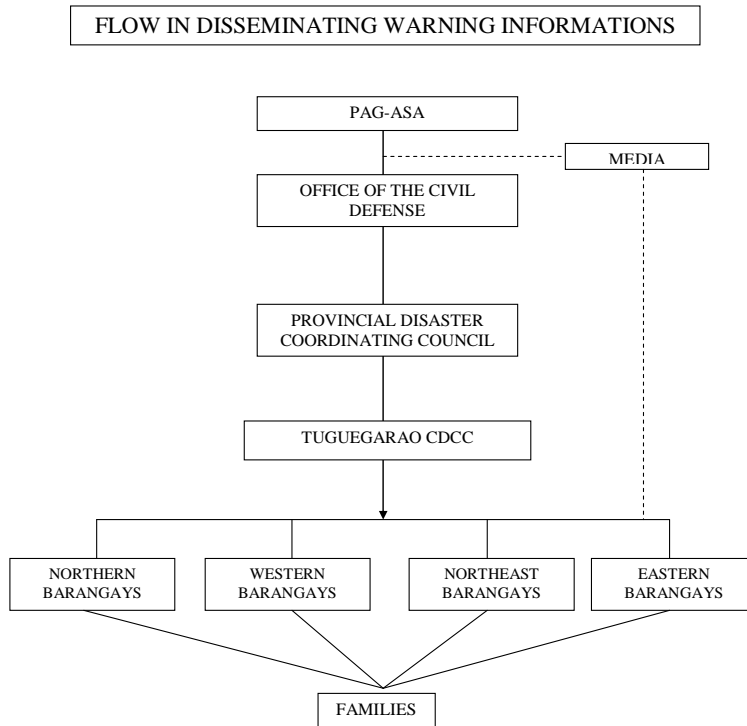 FLOW IN DISSEMINATING WARNING INFORMATIONS
PAG-ASA
MEDIA
OFFICE OF THE CIVIL
DEFENSE
PROVINCIAL DISASTER
COORDINATING COUNCIL
TUGUEGARAO CDCC
NORTHERN
BARANGAYS
WESTERN
BARANGAYS
NORTHEAST
BARANGAYS
EASTERN
BARANGAYS
FAMILIES